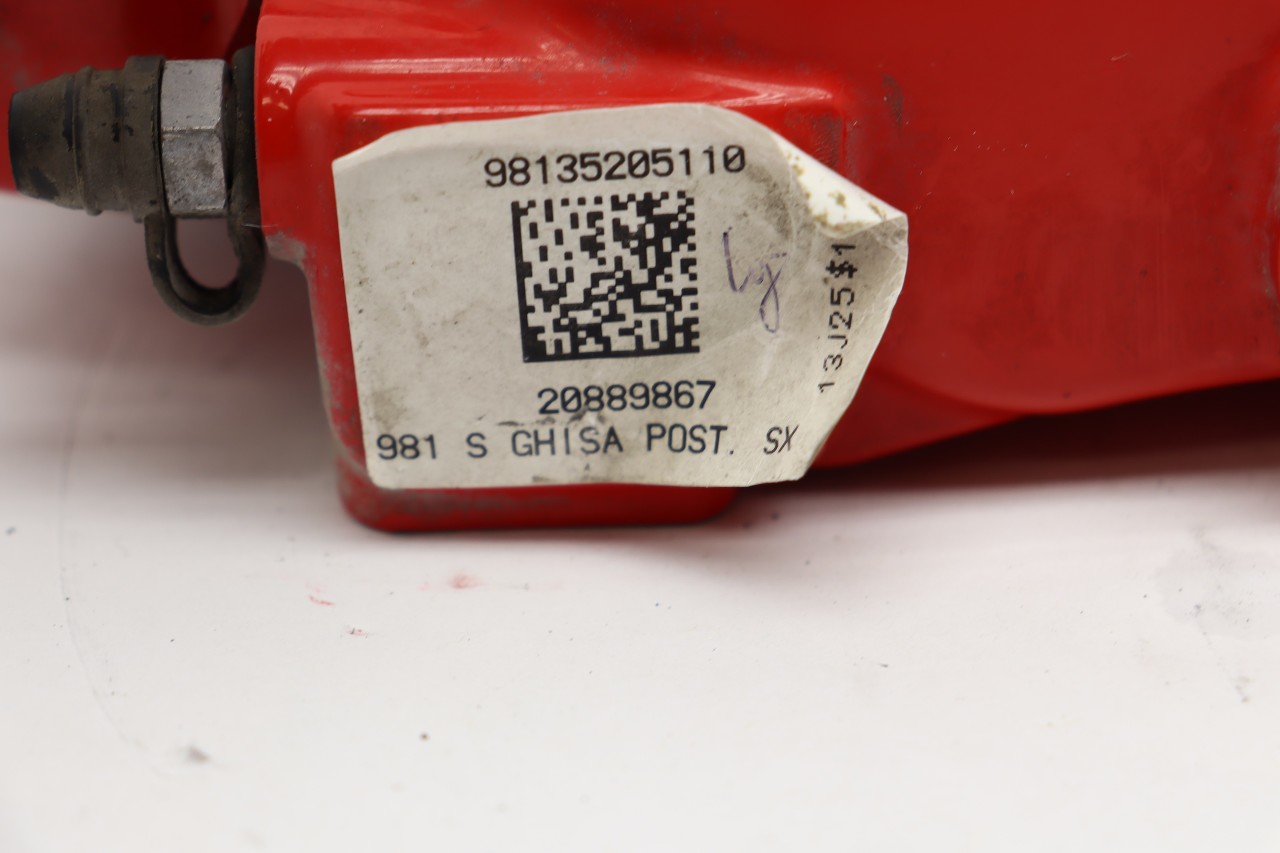 98135205110
20889867
981 S GHISA POST. SX
13J25$1